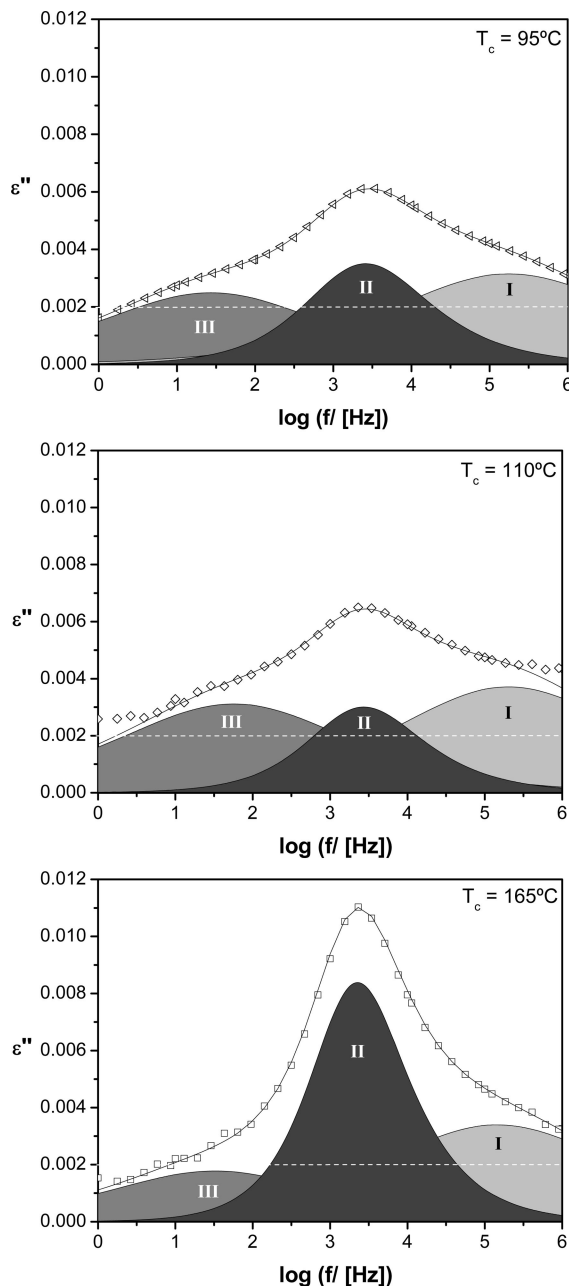 T_c = 95ºC
0.012
0.010
0.008
0.006
0.004
0.002
0.000
ε"
I
II
III
0 1 2 3 4 5 6
log (f/ [Hz])
T_c = 110ºC
0.012
0.010
0.008
0.006
0.004
0.002
0.000
ε"
I
II
III
0 1 2 3 4 5 6
log (f/ [Hz])
T_c = 165ºC
0.012
0.010
0.008
0.006
0.004
0.002
0.000
ε"
II
I
III
0 1 2 3 4 5 6
log (f/ [Hz])